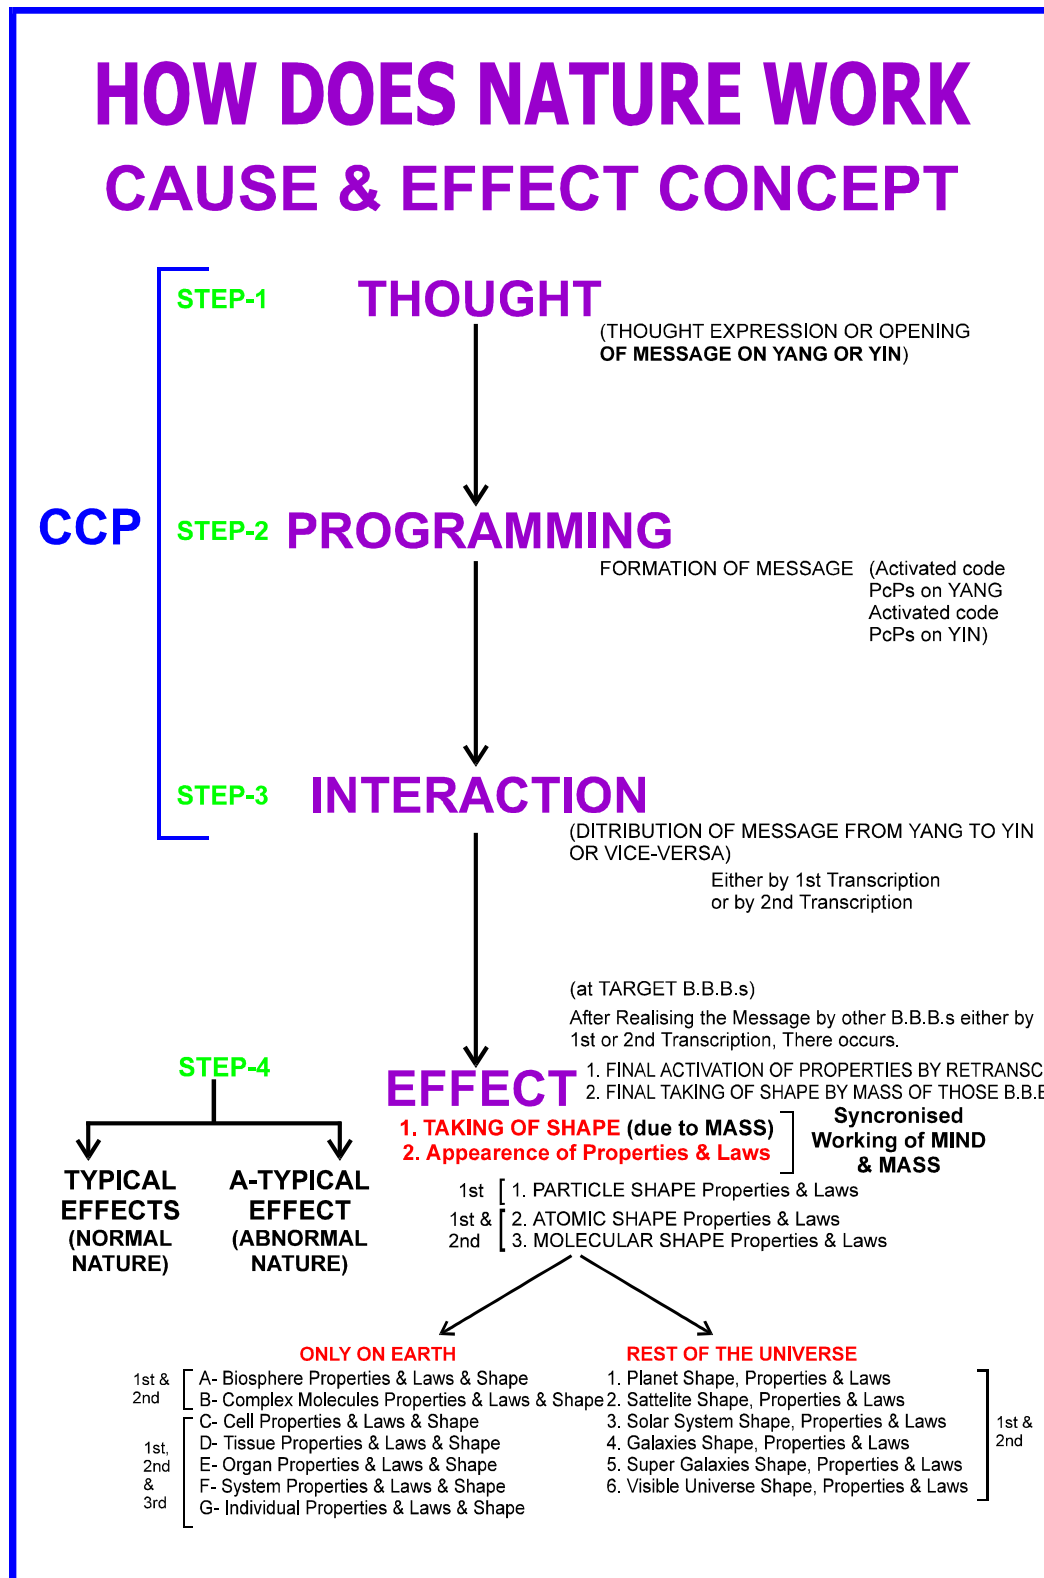 HOW DOES NATURE WORK
CAUSE & EFFECT CONCEPT
STEP-1
THOUGHT
(THOUGHT EXPRESSION OR OPENING
OF MESSAGE ON YANG OR YIN)
CCP
STEP-2
PROGRAMMING
FORMATION OF MESSAGE (Activated code
PcPs on YANG
Activated code
PcPs on YIN)
STEP-3
INTERACTION
(DITRIBUTION OF MESSAGE FROM YANG TO YIN
OR VICE-VERSA)
Either by 1st Transcription
or by 2nd Transcription
(at TARGET B.B.B.s)
After Realising the Message by other B.B.B.s either by
1st or 2nd Transcription, There occurs.
STEP-4
EFFECT
1. FINAL ACTIVATION OF PROPERTIES BY RETRANSC
2. FINAL TAKING OF SHAPE BY MASS OF THOSE B.B.B
1. TAKING OF SHAPE (due to MASS)
2. Appearence of Properties & Laws
Syncronised
Working of MIND
& MASS
TYPICAL
EFFECTS
(NORMAL
NATURE)
A-TYPICAL
EFFECT
(ABNORMAL
NATURE)
1st
1. PARTICLE SHAPE Properties & Laws
1st &
2nd
2. ATOMIC SHAPE Properties & Laws
3. MOLECULAR SHAPE Properties & Laws
ONLY ON EARTH
1st &
2nd
A- Biosphere Properties & Laws & Shape
B- Complex Molecules Properties & Laws & Shape
1st,
2nd
&
3rd
C- Cell Properties & Laws & Shape
D- Tissue Properties & Laws & Shape
E- Organ Properties & Laws & Shape
F- System Properties & Laws & Shape
G- Individual Properties & Laws & Shape
REST OF THE UNIVERSE
1. Planet Shape, Properties & Laws
2. Sattelite Shape, Properties & Laws
3. Solar System Shape, Properties & Laws
4. Galaxies Shape, Properties & Laws
5. Super Galaxies Shape, Properties & Laws
6. Visible Universe Shape, Properties & Laws
1st &
2nd